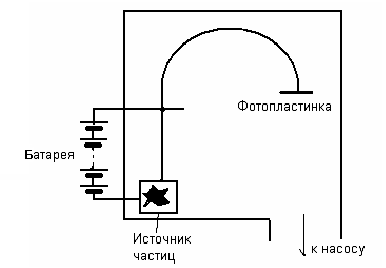 Фотопластинка
Батарея
Источник
частиц
к насосу